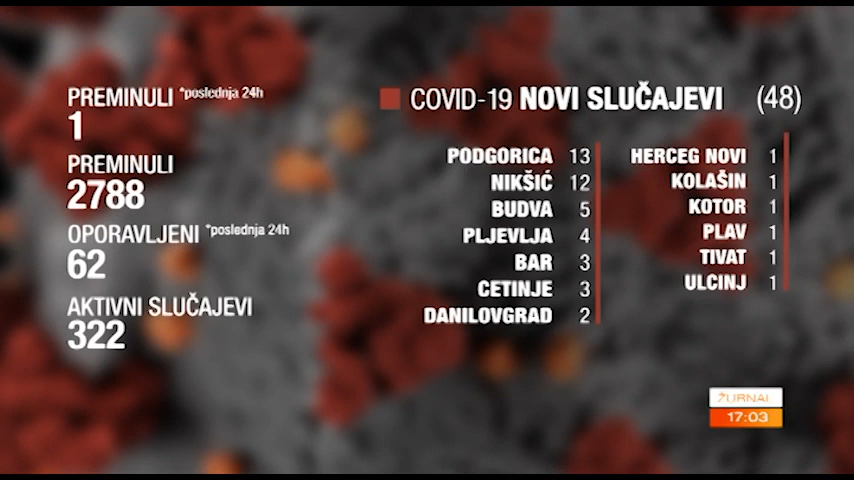 PREMINULI *poslednja 24h
1
PREMINULI
2788
OPORAVLJENI *poslednja 24h
62
AKTIVNI SLUČAJEVI
322
COVID-19 NOVI SLUČAJEVI (48)
PODGORICA 13
NIKŠIĆ 12
BUDVA 5
PLJEVLJA 4
BAR 3
CETINJE 3
DANILOVGRAD 2
HERCEG NOVI 1
KOLAŠIN 1
KOTOR 1
PLAV 1
TIVAT 1
ULCINJ 1
ŽURNAL
17:03